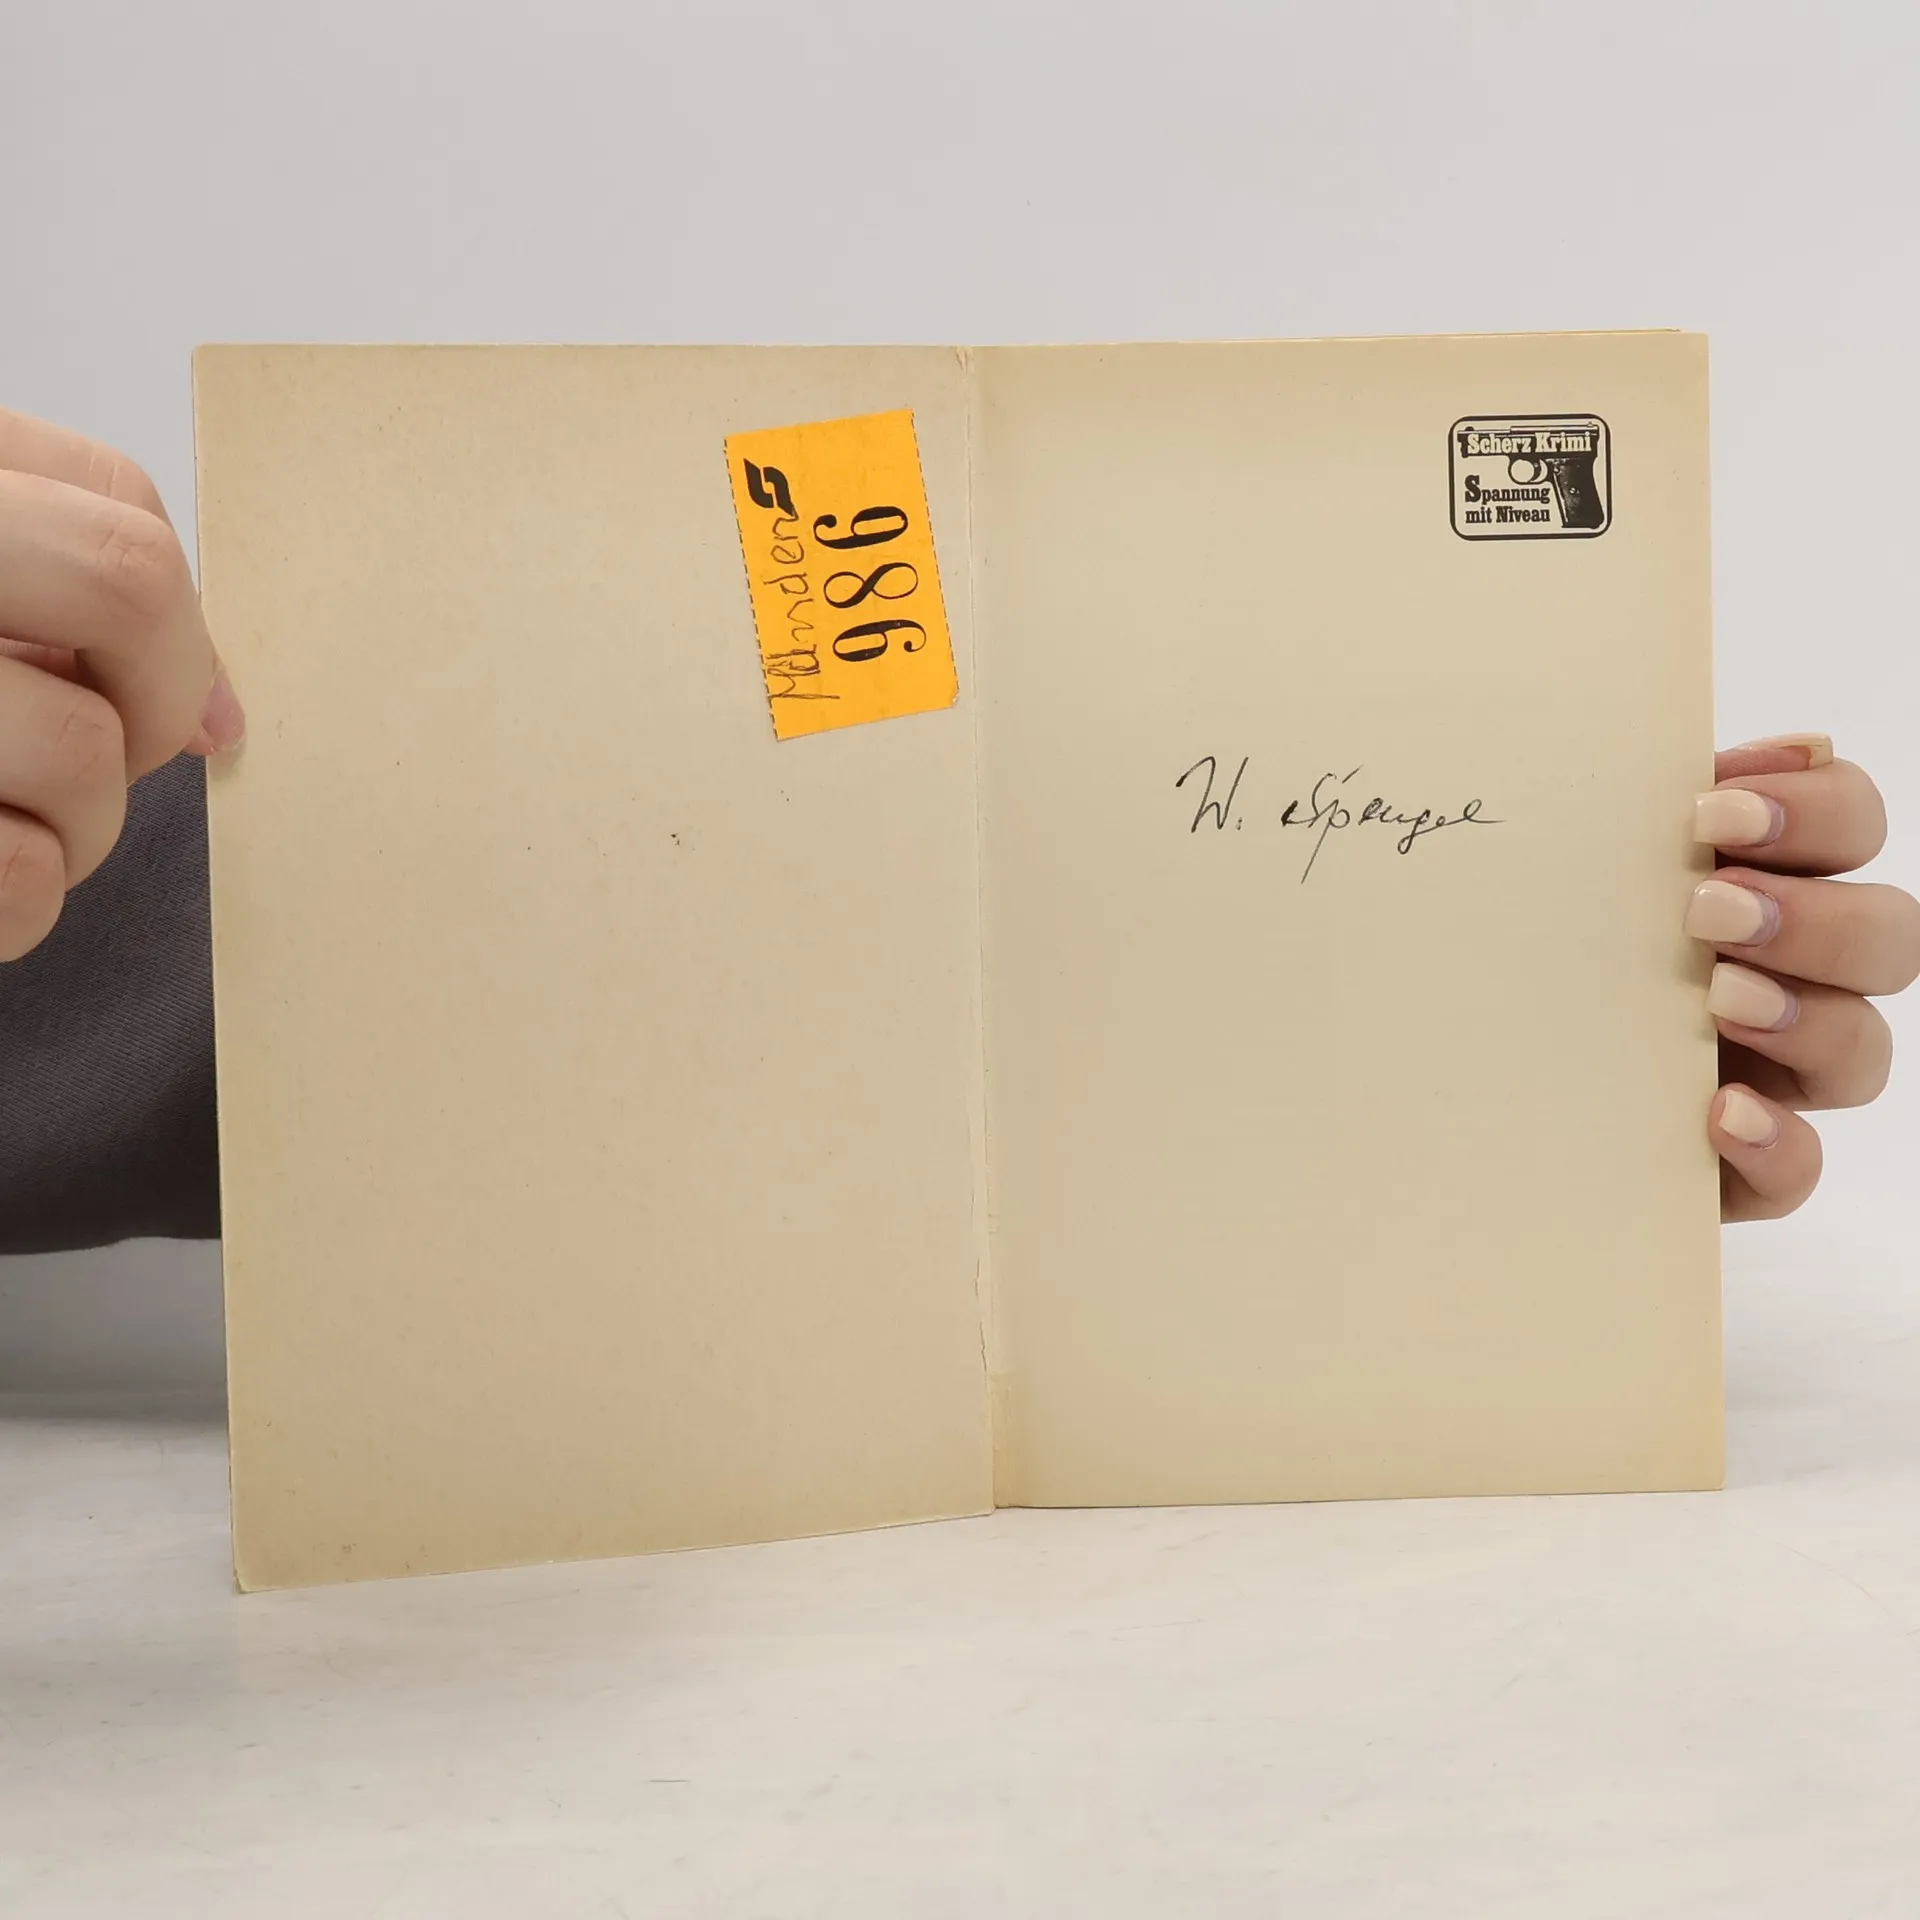 986
Scherz Krimi
Spannung
mit Niveau
W. Spengel